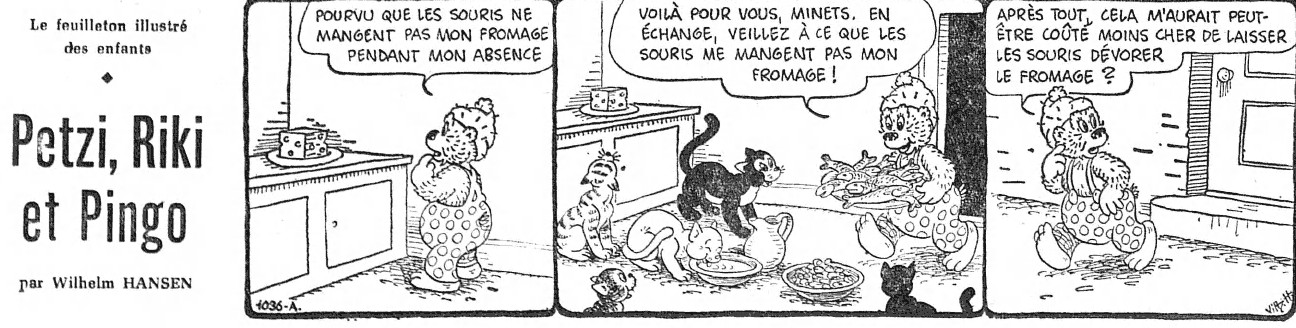 Le feuilleton illustré
des enfants
Petzi, Riki
et Pingo
par Wilhelm HANSEN
POURVU QUE LES SOURIS NE
MANGENT PAS MON FROMAGE
PENDANT MON ABSENCE
1036-A.
VOILÀ POUR VOUS, MINETS. EN
ÉCHANGE, VEILLEZ À CE QUE LES
SOURIS ME MANGENT PAS MON
FROMAGE !
APRÈS TOUT, CELA M'AURAIT PEUT-
ÊTRE COÛTÉ MOINS CHER DE LAISSER
LES SOURIS DÉVORER
LE FROMAGE ?